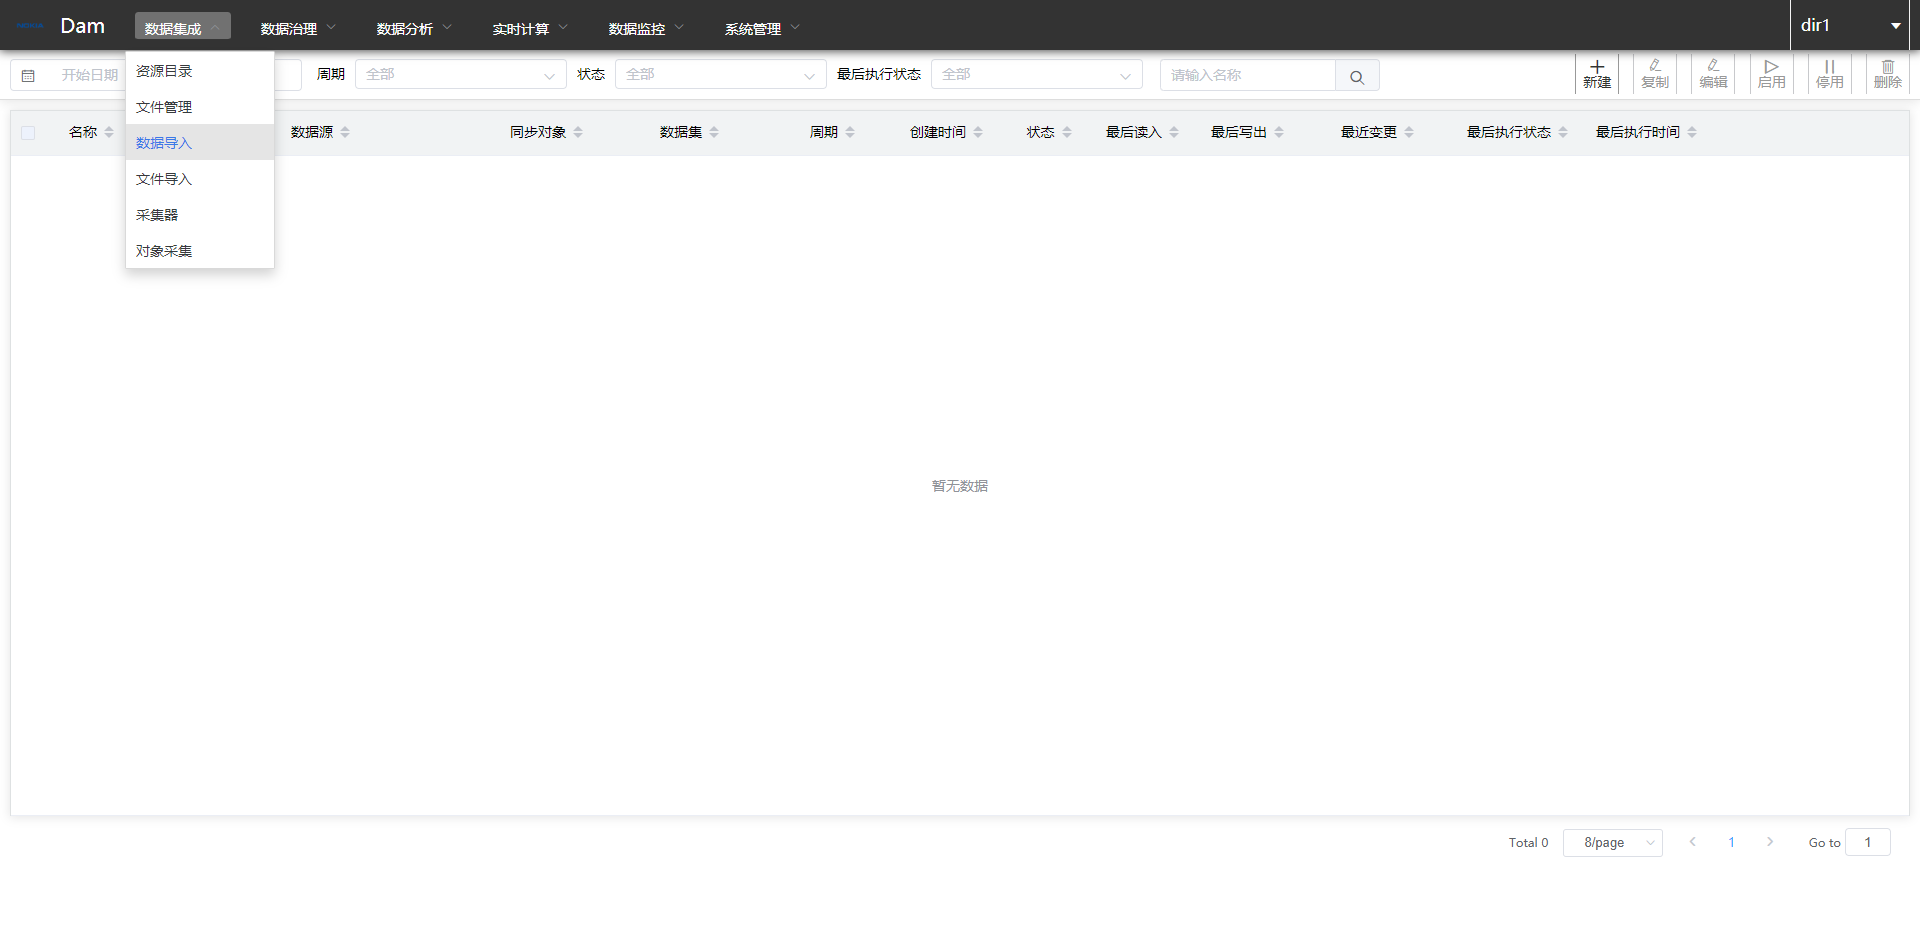 Dam 数据集成 数据治理 数据分析 实时计算 数据监控 系统管理 dir1
开始日期 周期 全部 状态 全部 最后执行状态 全部 请输入名称 新建 复制 编辑 启用 停用 删除
资源目录
文件管理
数据导入
文件导入
采集器
对象采集
名称 数据源 同步对象 数据集 周期 创建时间 状态 最后读入 最后写出 最近变更 最后执行状态 最后执行时间
暂无数据
Total 0 8/page 1 Go to 1